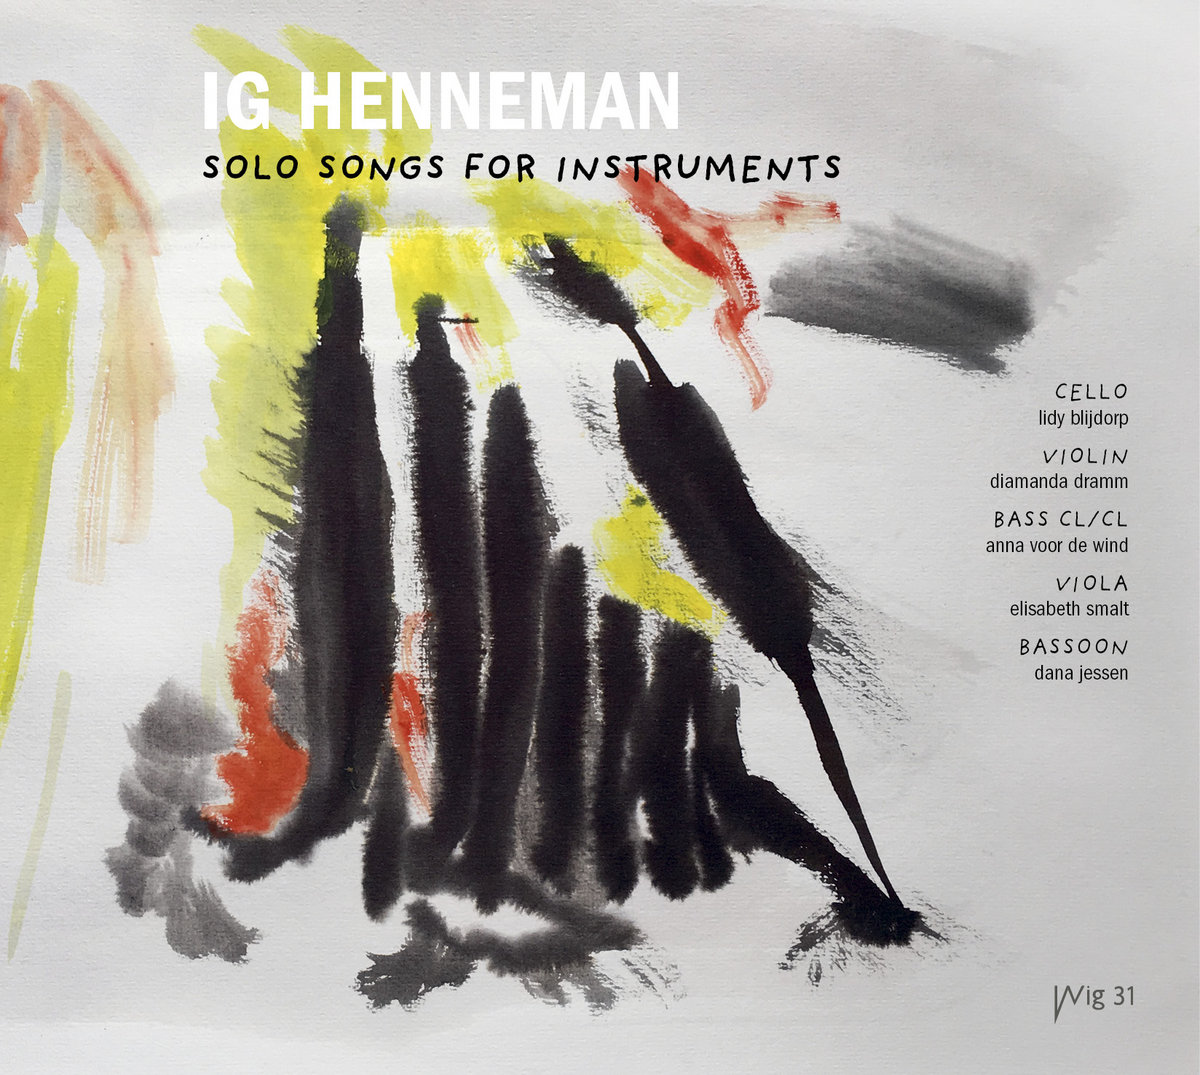 IG HENNEMAN
SOLO SONGS FOR INSTRUMENTS
CELLO
lidy blijdorp
VIOLIN
diamanda dramm
BASS CL/CL
anna voor de wind
VIOLA
elisabeth smalt
BASSOON
dana jessen
Wig 31